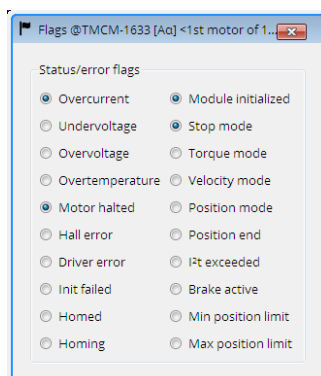 Flags @TMCM-1633 [Aα] <1st motor of 1...
Status/error flags
Overcurrent Module initialized
Undervoltage Stop mode
Overvoltage Torque mode
Overtemperature Velocity mode
Motor halted Position mode
Hall error Position end
Driver error I²t exceeded
Init failed Brake active
Homed Min position limit
Homing Max position limit